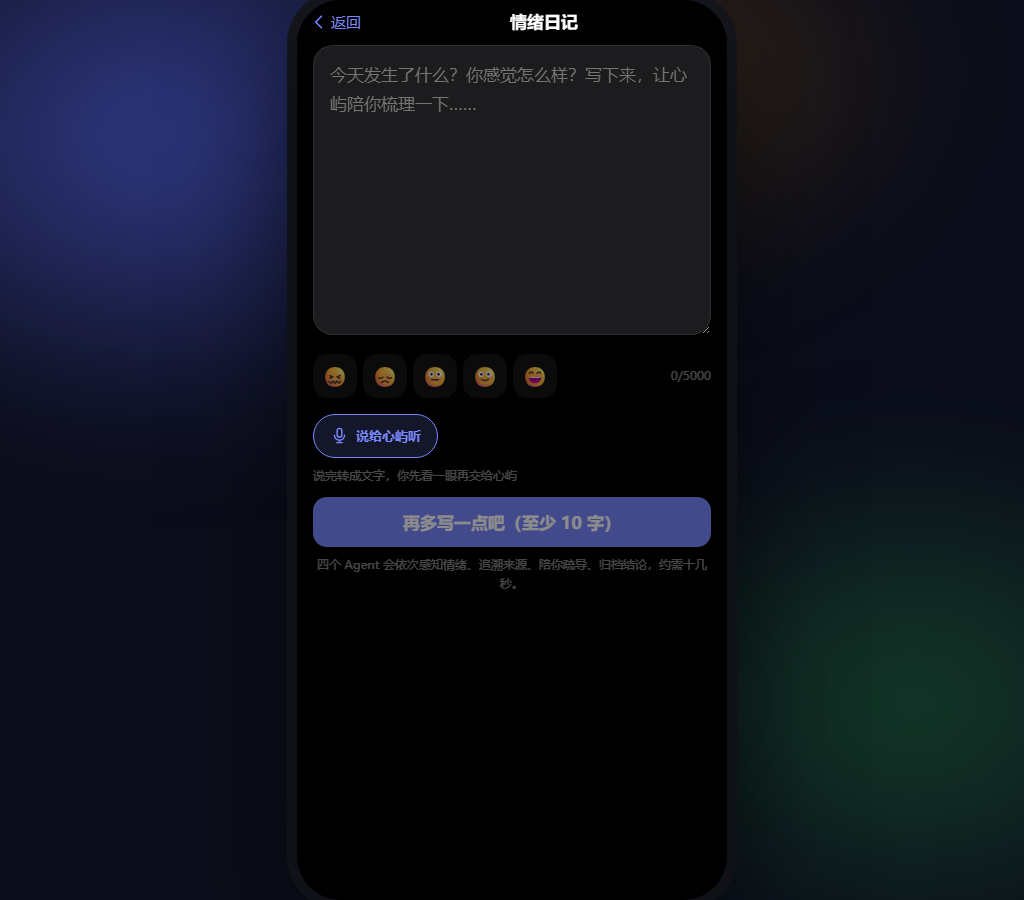 返回
情绪日记
今天发生了什么？你感觉怎么样？写下来，让心
屿陪你梳理一下……
0/5000
说给心屿听
说完转成文字，你先看一眼再交给心屿
再多写一点吧（至少 10 字）
四个 Agent 会依次感知情绪、追溯来源、陪你疏导、归档结论，约需十几
秒。